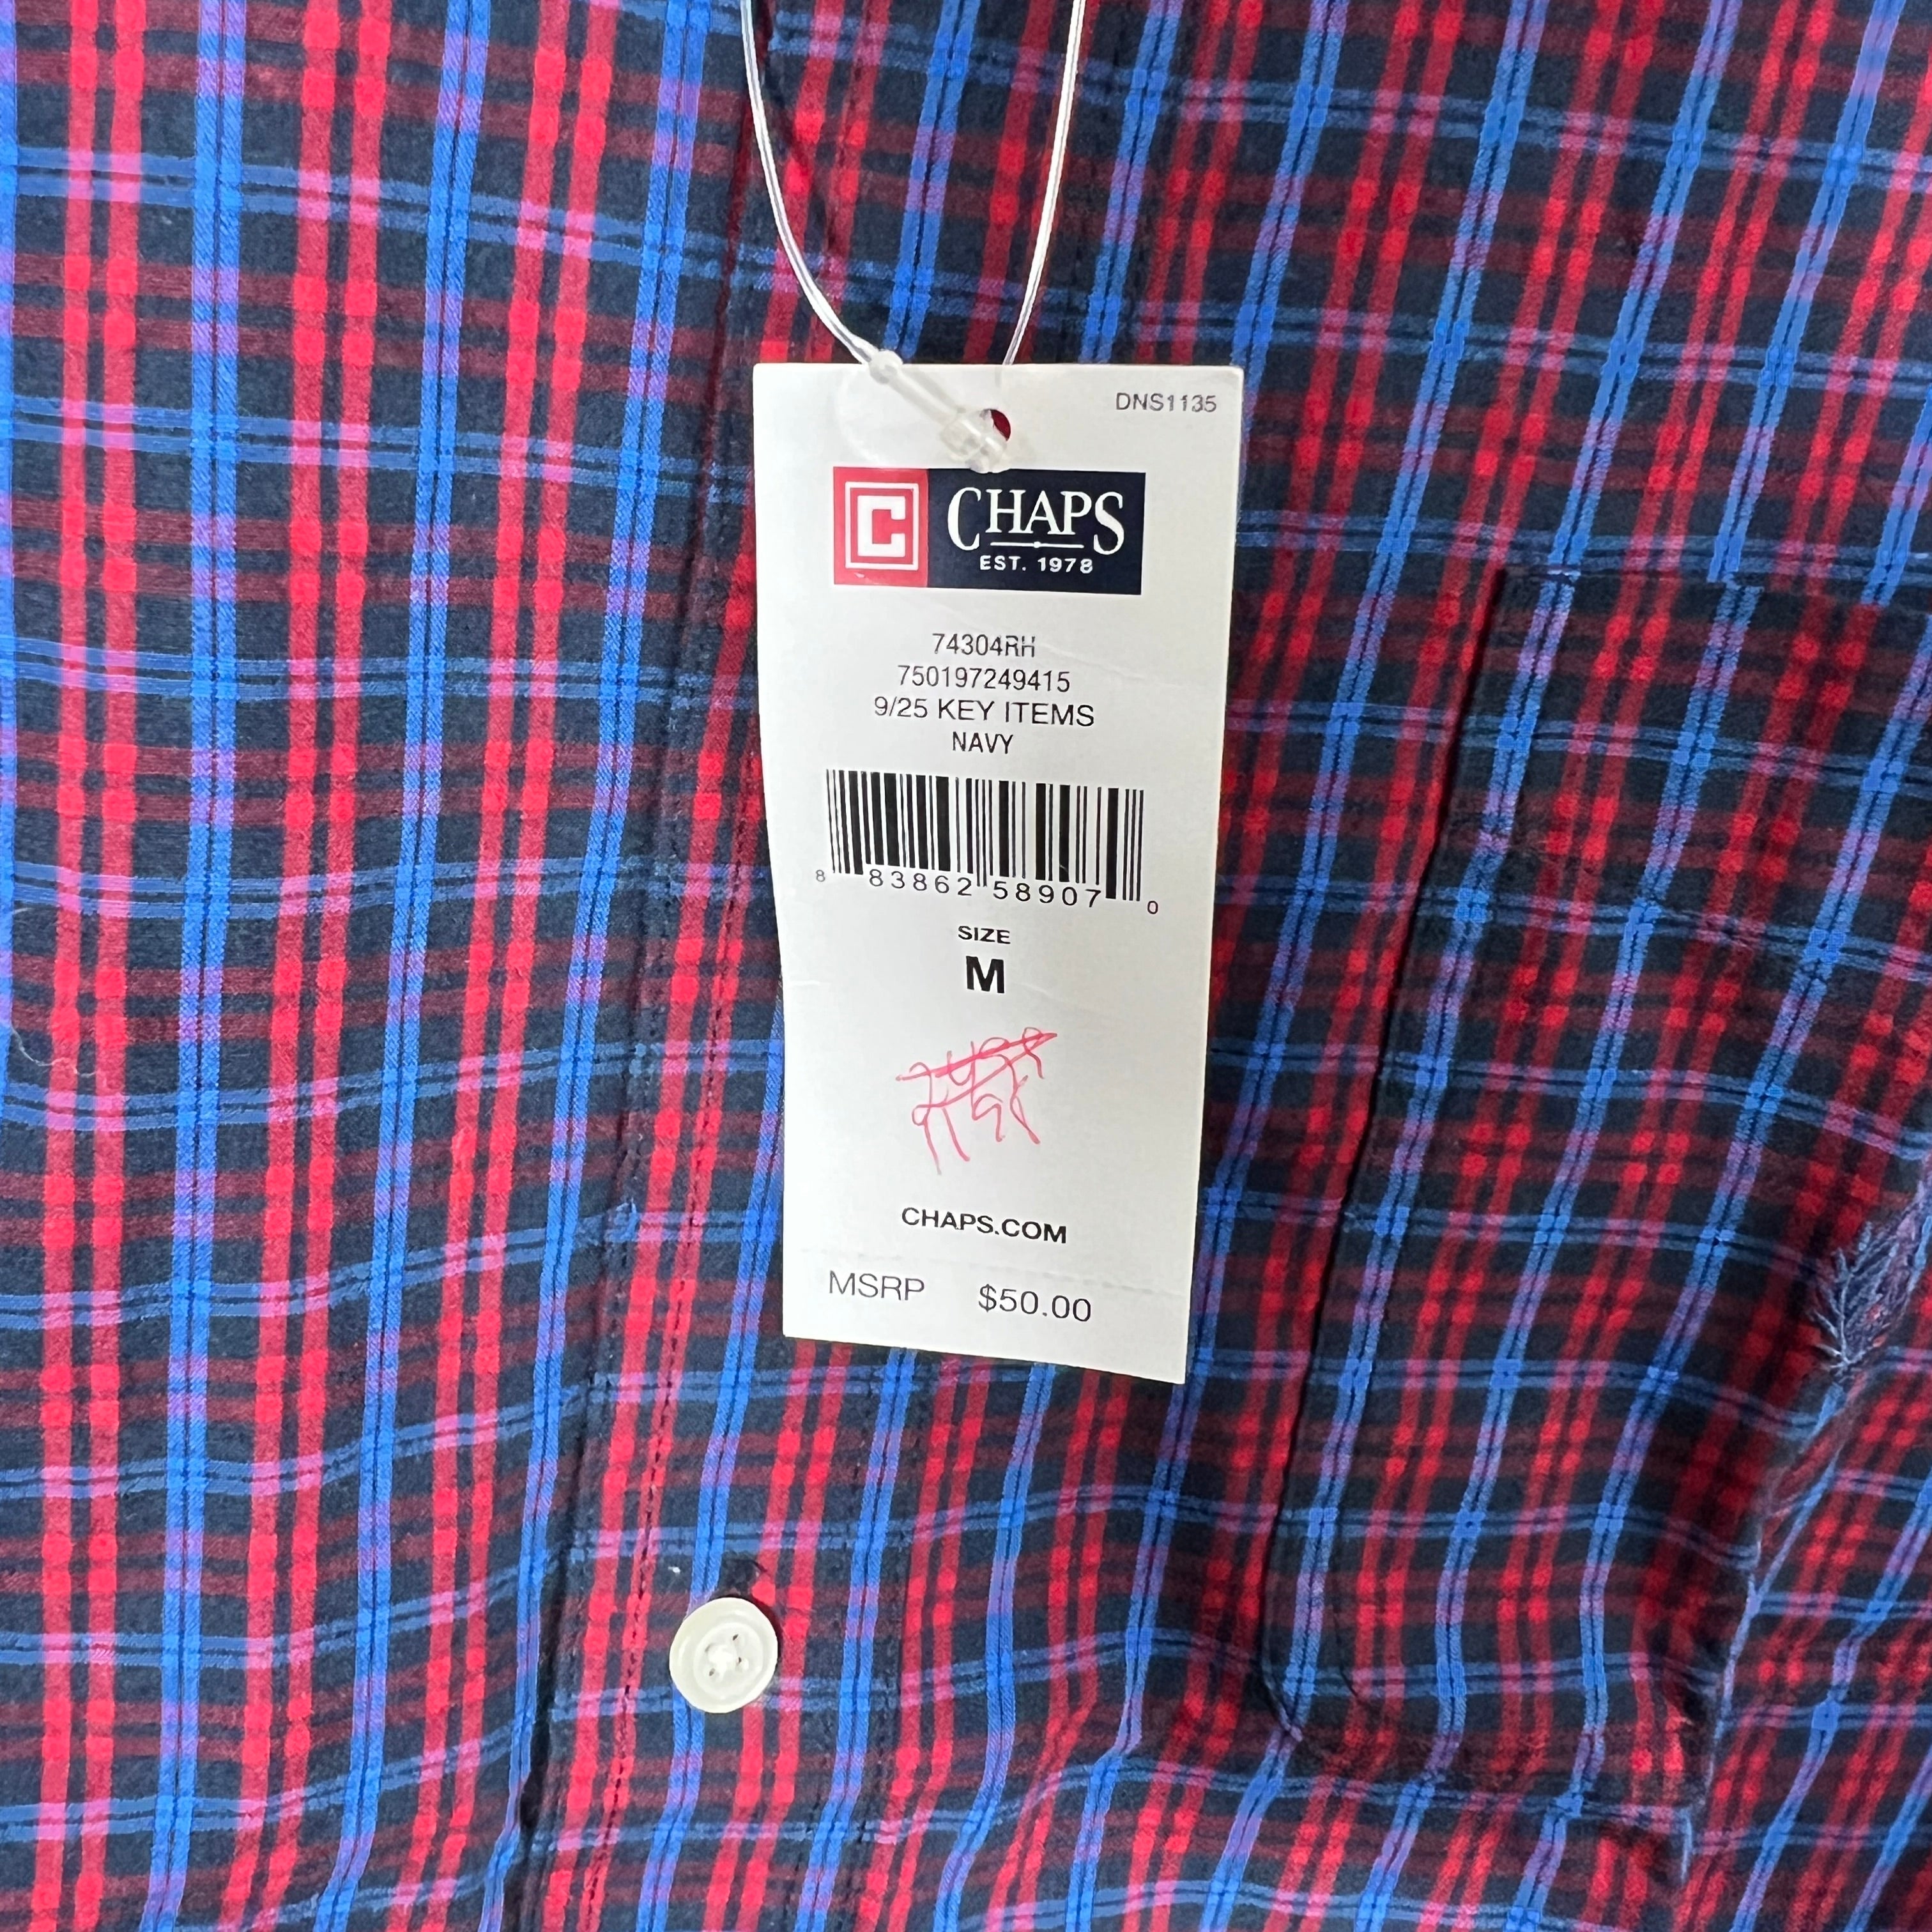 DNS1135
C CHAPS
EST. 1978
74304RH
750197249415
9/25 KEY ITEMS
NAVY
8 83862 58907 0
SIZE
M
CHAPS.COM
MSRP $50.00